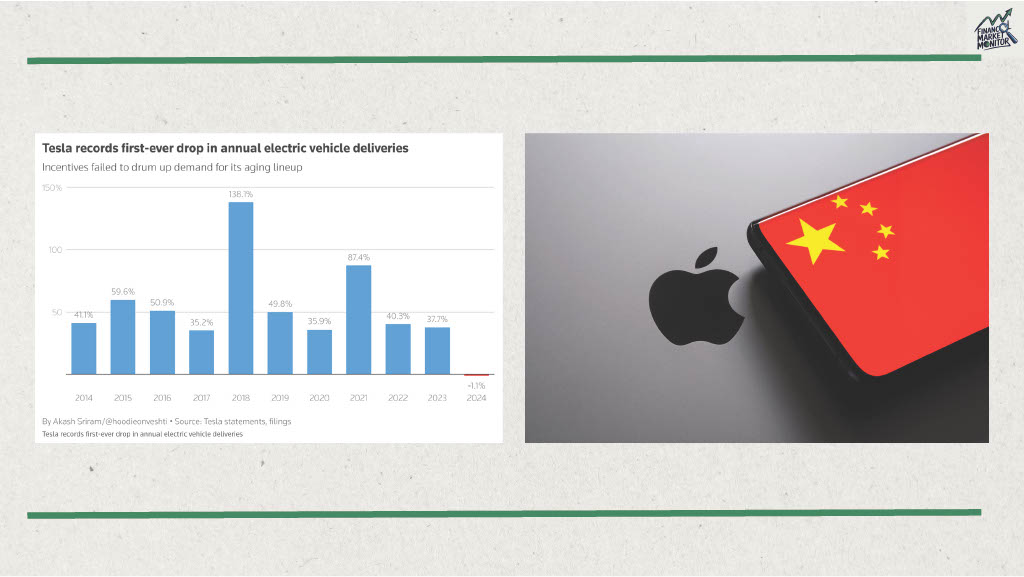 FINANCIAL
MARKET
MONITOR
Tesla records first-ever drop in annual electric vehicle deliveries
Incentives failed to drum up demand for its aging lineup
150%
100
50
41.1%
59.6%
50.9%
35.2%
138.1%
49.8%
35.9%
87.4%
40.3%
37.7%
-1.1%
2014 2015 2016 2017 2018 2019 2020 2021 2022 2023 2024
By Akash Sriram/@hoodieonveshti • Source: Tesla statements, filings
Tesla records first-ever drop in annual electric vehicle deliveries